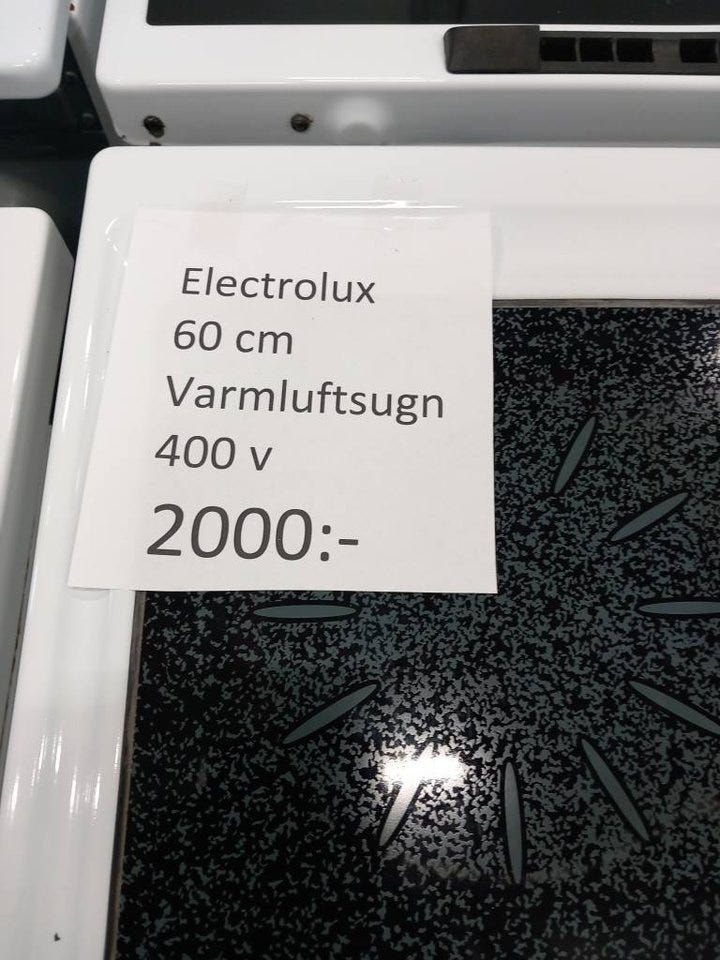 Electrolux
60 cm
Varmluftsugn
400 v
2000:-